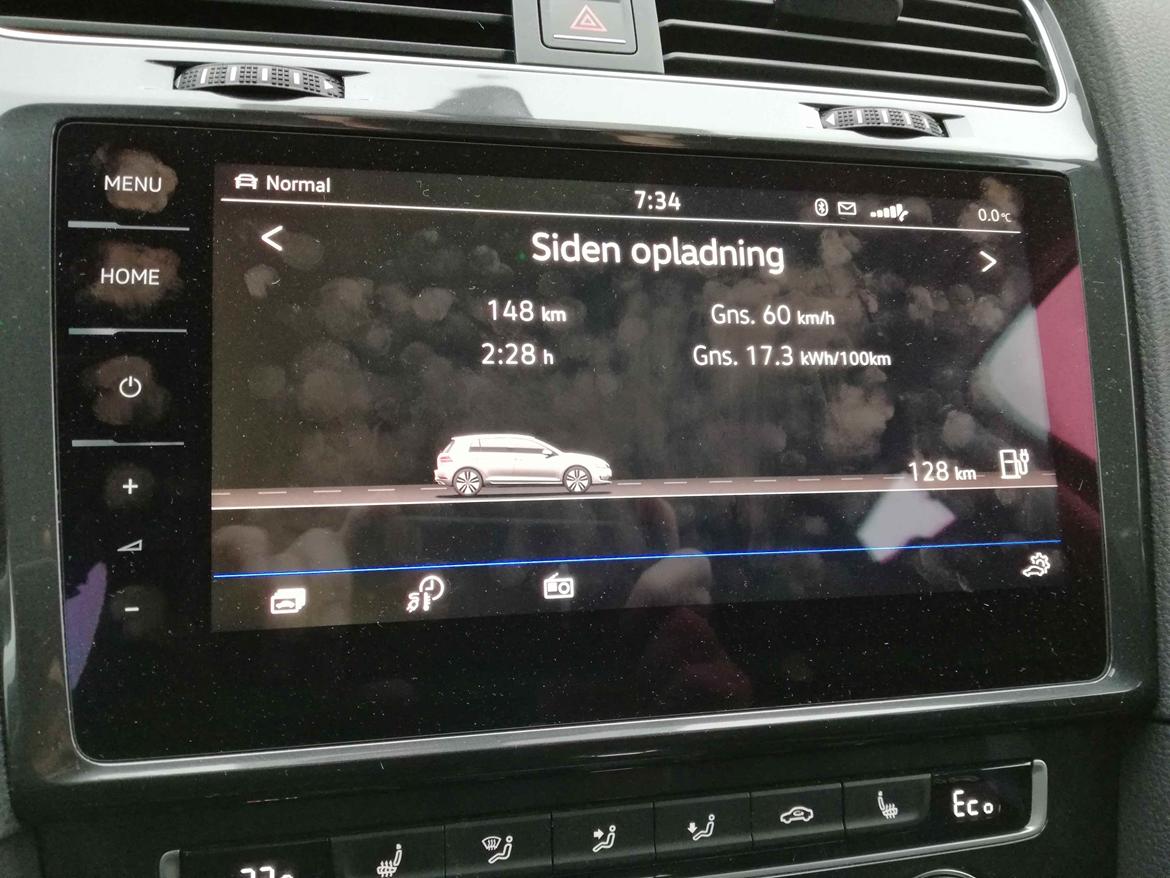 MENU
Normal
7:34
0.0°C
HOME
<
Siden opladning
>
148 km
Gns. 60 km/h
2:28 h
Gns. 17.3 kWh/100km
128 km
+
−
Eco